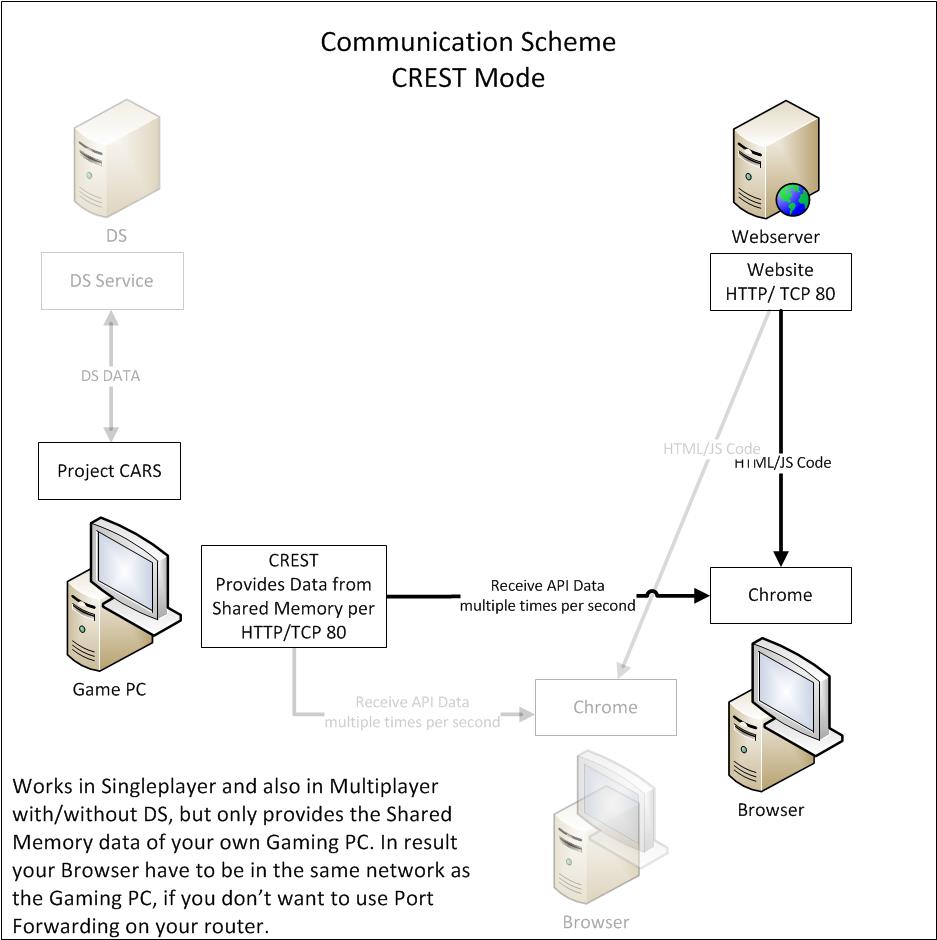 Communication Scheme
CREST Mode
DS
DS Service
DS DATA
Project CARS
Game PC
CREST
Provides Data from
Shared Memory per
HTTP/TCP 80
Webserver
Website
HTTP/ TCP 80
HTML/JS Code
HTML/JS Code
Receive API Data
multiple times per second
Chrome
Browser
Receive API Data
multiple times per second
Chrome
Browser
Works in Singleplayer and also in Multiplayer
with/without DS, but only provides the Shared
Memory data of your own Gaming PC. In result
your Browser have to be in the same network as
the Gaming PC, if you don’t want to use Port
Forwarding on your router.